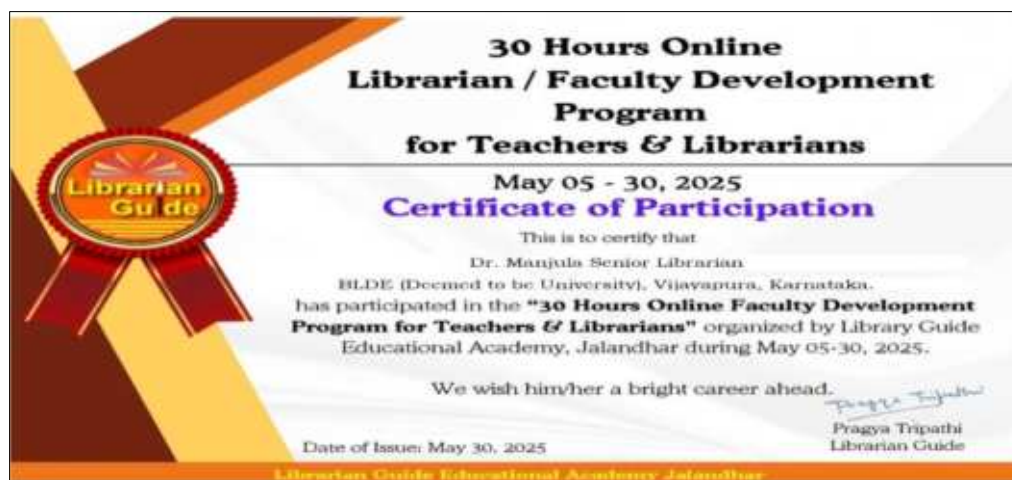 30 Hours Online
Librarian / Faculty Development
Program
for Teachers & Librarians
May 05 - 30, 2025
Librarian
Guide
Certificate of Participation
This is to certify that
Dr. Manjula Senior Librarian
BLDE (Deemed to be University), Vijayapura, Karnataka.
has participated in the “30 Hours Online Faculty Development
Program for Teachers & Librarians” organized by Library Guide
Educational Academy, Jalandhar during May 05-30, 2025.
We wish him/her a bright career ahead.
Pragya Tripathi
Pragya Tripathi
Librarian Guide
Date of Issue: May 30, 2025
Librarian Guide Educational Academy Jalandhar